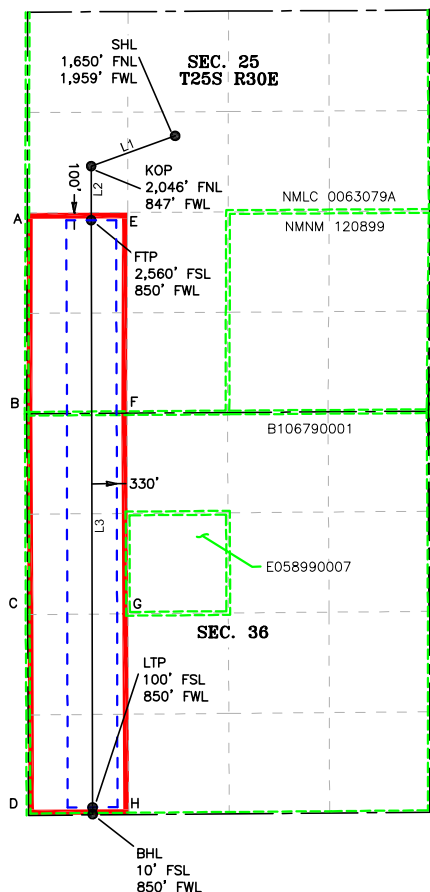 SHL
1,650' FNL
1,959' FWL
SEC. 25
T25S R30E
L1
100'
L2
KOP
2,046' FNL
847' FWL
NMLC 0063079A
NMNM 120899
A
E
FTP
2,560' FSL
850' FWL
B
F
B106790001
330'
L3
E058990007
C
G
SEC. 36
LTP
100' FSL
850' FWL
D
H
BHL
10' FSL
850' FWL